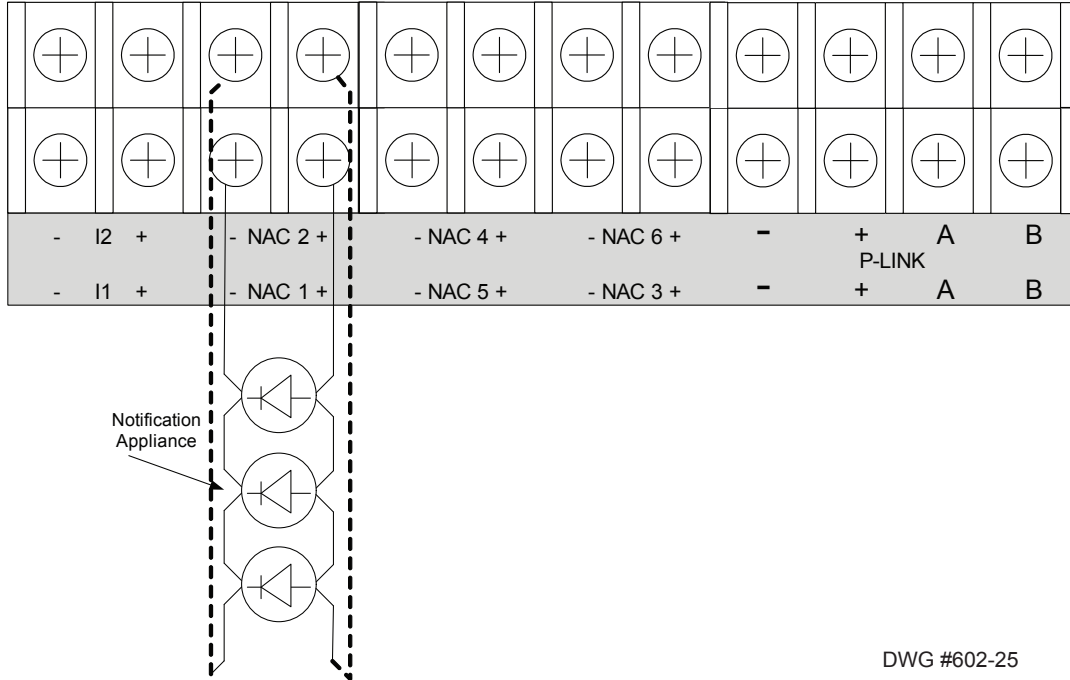 - I2 + - NAC 2 + - NAC 4 + - NAC 6 + - + A B
P-LINK
- I1 + - NAC 1 + - NAC 5 + - NAC 3 + - + A B
Notification
Appliance
DWG #602-25